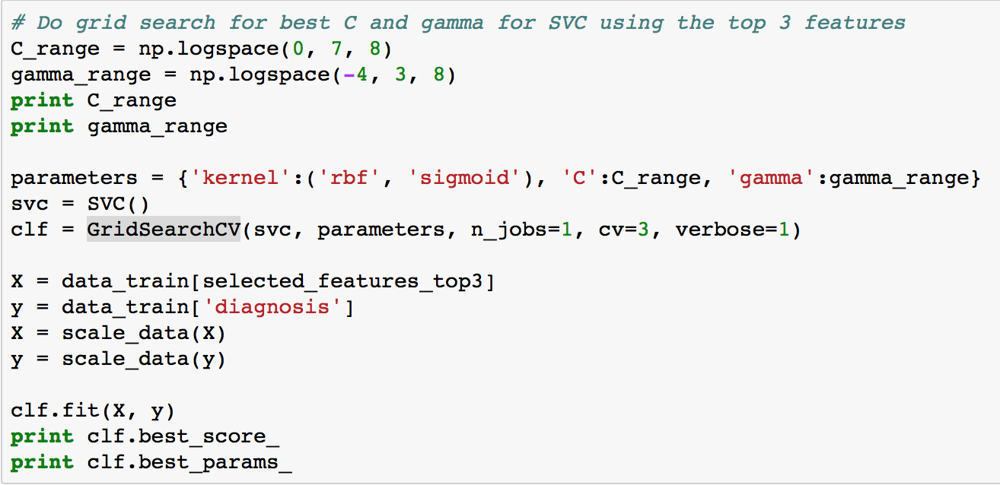 # Do grid search for best C and gamma for SVC using the top 3 features
C_range = np.logspace(0, 7, 8)
gamma_range = np.logspace(-4, 3, 8)
print C_range
print gamma_range
parameters = {'kernel':('rbf', 'sigmoid'), 'C':C_range, 'gamma':gamma_range}
svc = SVC()
clf = GridSearchCV(svc, parameters, n_jobs=1, cv=3, verbose=1)
X = data_train[selected_features_top3]
y = data_train['diagnosis']
X = scale_data(X)
y = scale_data(y)
clf.fit(X, y)
print clf.best_score_
print clf.best_params_